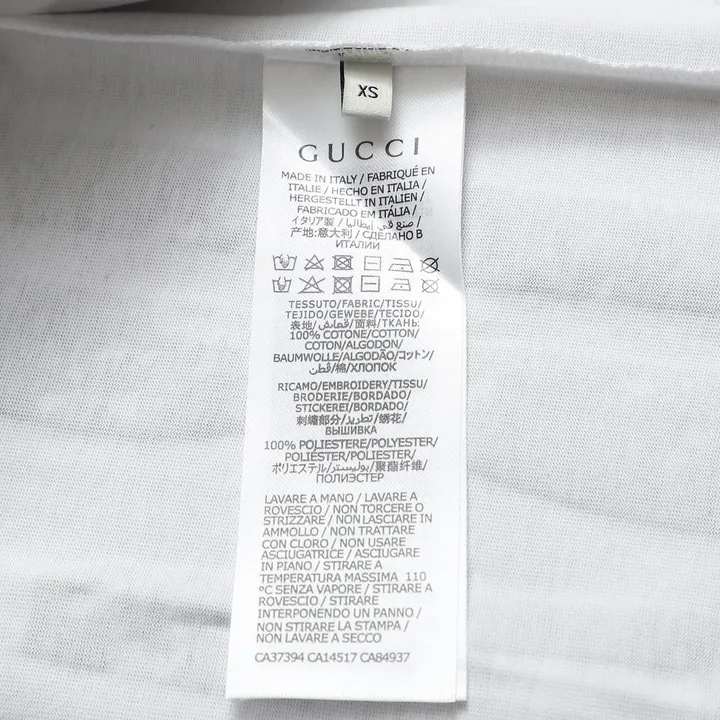 XS
GUCCI
MADE IN ITALY / FABRIQUÉ EN
ITALIE / HECHO EN ITALIA /
HERGESTELLT IN ITALIEN /
FABRICADO EM ITÁLIA /
イタリア製 / صنع في إيطاليا /
产地:意大利 / СДЕЛАНО В
ИТАЛИИ
TESSUTO/FABRIC/TISSU/
TEJIDO/GEWEBE/TECIDO/
表地/قماش/面料/ТКАНЬ:
100% COTONE/COTTON/
COTON/ALGODON/
BAUMWOLLE/ALGODÃO/コットン/
قطن/棉/ХЛОПОК
RICAMO/EMBROIDERY/TISSU/
BRODERIE/BORDADO/
STICKEREI/BORDADO/
刺繍部分/تطريز/绣花/
ВЫШИВКА
100% POLIESTERE/POLYESTER/
POLIÉSTER/POLIESTER/
ポリエステル/بوليستر/聚酯纤维/
ПОЛИЭСТЕР
LAVARE A MANO / LAVARE A
ROVESCIO / NON TORCERE O
STRIZZARE / NON LASCIARE IN
AMMOLLO / NON TRATTARE
CON CLORO / NON USARE
ASCIUGATRICE / ASCIUGARE
IN PIANO / STIRARE A
TEMPERATURA MASSIMA 110
ºC SENZA VAPORE / STIRARE A
ROVESCIO / STIRARE
INTERPONENDO UN PANNO /
NON STIRARE LA STAMPA /
NON LAVARE A SECCO
CA37394 CA14517 CA84937